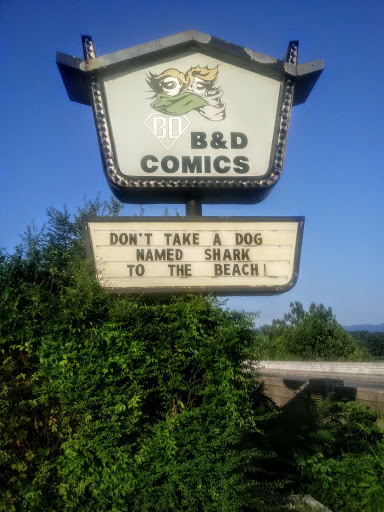 BD
B&D
COMICS
DON'T TAKE A DOG
NAMED SHARK
TO THE BEACH!